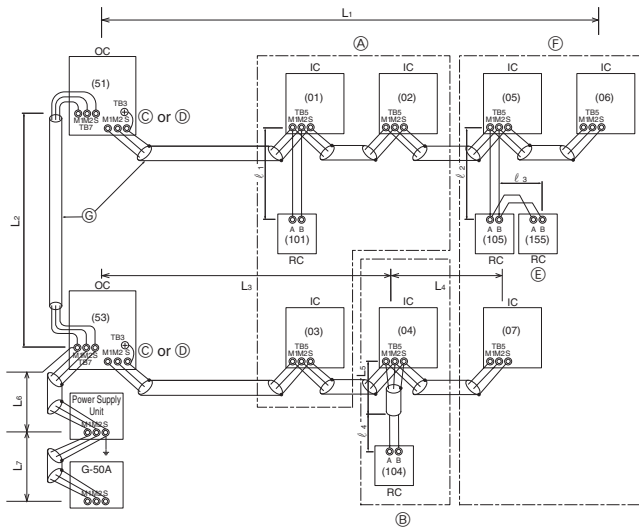 L1
OC
Ⓐ
Ⓕ
IC
IC
IC
IC
(51)
(01)
(02)
(05)
(06)
TB3
Ⓒ or Ⓓ
TB5
TB5
TB5
TB5
M1M2S
M1M2S
M1M2S
M1M2S
M1M2S
M1M2 S
TB7
ℓ1
ℓ2
ℓ3
L2
Ⓖ
A B
(101)
RC
A B
(105)
RC
A B
(155)
RC
Ⓔ
L3
L4
OC
IC
IC
IC
(53)
(03)
(04)
(07)
TB3
Ⓒ or Ⓓ
TB5
TB5
TB5
M1M2S
M1M2S
M1M2S
M1M2S
M1M2 S
TB7
L5
ℓ4
L6
Power Supply
Unit
M1M2S
A B
(104)
RC
Ⓑ
L7
G-50A
M1M2S